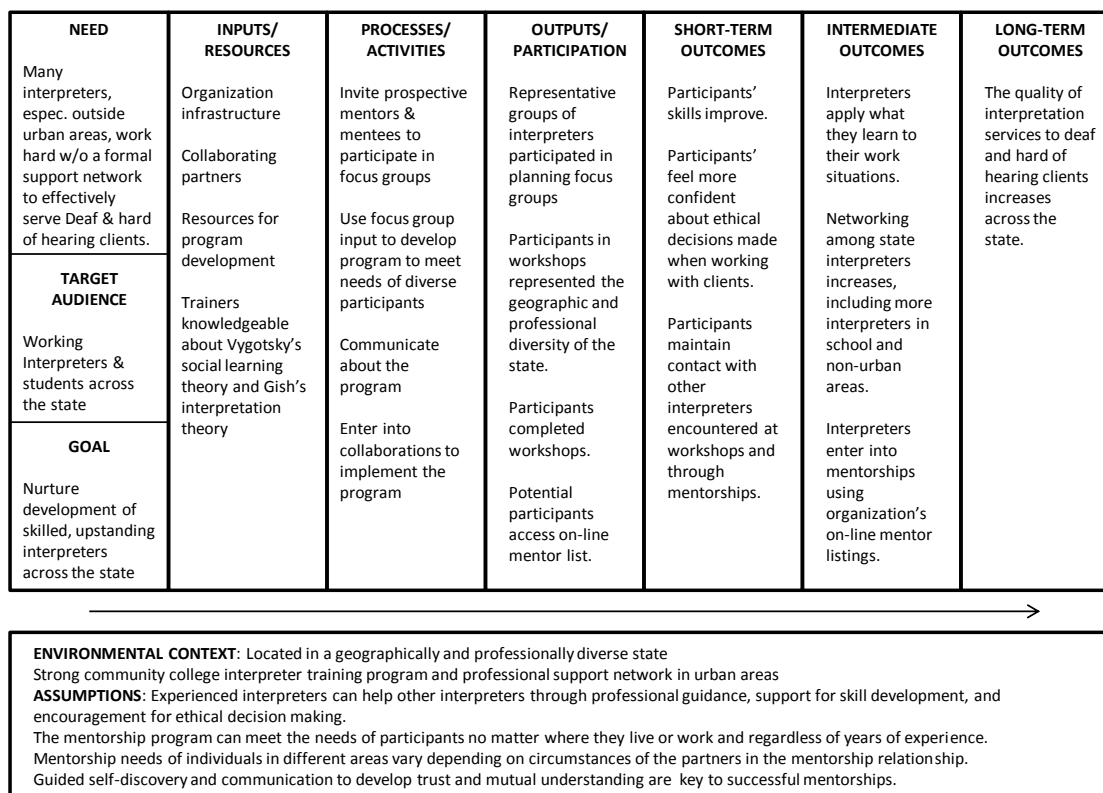 NEED
Many
interpreters,
espec. outside
urban areas, work
hard w/o a formal
support network
to effectively
serve Deaf & hard
of hearing clients.
TARGET
AUDIENCE
Working
Interpreters &
students across
the state
GOAL
Nurture
development of
skilled, upstanding
interpreters
across the state
INPUTS/
RESOURCES
Organization
infrastructure
Collaborating
partners
Resources for
program
development
Trainers
knowledgeable
about Vygotsky's
social learning
theory and Gish's
interpretation
theory
PROCESSES/
ACTIVITIES
Invite prospective
mentors &
mentees to
participate in
focus groups
Use focus group
input to develop
program to meet
needs of diverse
participants
Communicate
about the
program
Enter into
collaborations to
implement the
program
OUTPUTS/
PARTICIPATION
Representative
groups of
interpreters
participated in
planning focus
groups
Participants in
workshops
represented the
geographic and
professional
diversity of the
state.
Participants
completed
workshops.
Potential
participants
access on-line
mentor list.
SHORT-TERM
OUTCOMES
Participants'
skills improve.
Participants'
feel more
confident
about ethical
decisions made
when working
with clients.
Participants
maintain
contact with
other
interpreters
encountered at
workshops and
through
mentorships.
INTERMEDIATE
OUTCOMES
Interpreters
apply what
they learn to
their work
situations.
Networking
among state
interpreters
increases,
including more
interpreters in
school and
non-urban
areas.
Interpreters
enter into
mentorships
using
organization's
on-line mentor
listings.
LONG-TERM
OUTCOMES
The quality of
interpretation
services to deaf
and hard of
hearing clients
increases
across the
state.
ENVIRONMENTAL CONTEXT: Located in a geographically and professionally diverse state
Strong community college interpreter training program and professional support network in urban areas
ASSUMPTIONS: Experienced interpreters can help other interpreters through professional guidance, support for skill development, and
encouragement for ethical decision making.
The mentorship program can meet the needs of participants no matter where they live or work and regardless of years of experience.
Mentorship needs of individuals in different areas vary depending on circumstances of the partners in the mentorship relationship.
Guided self-discovery and communication to develop trust and mutual understanding are key to successful mentorships.